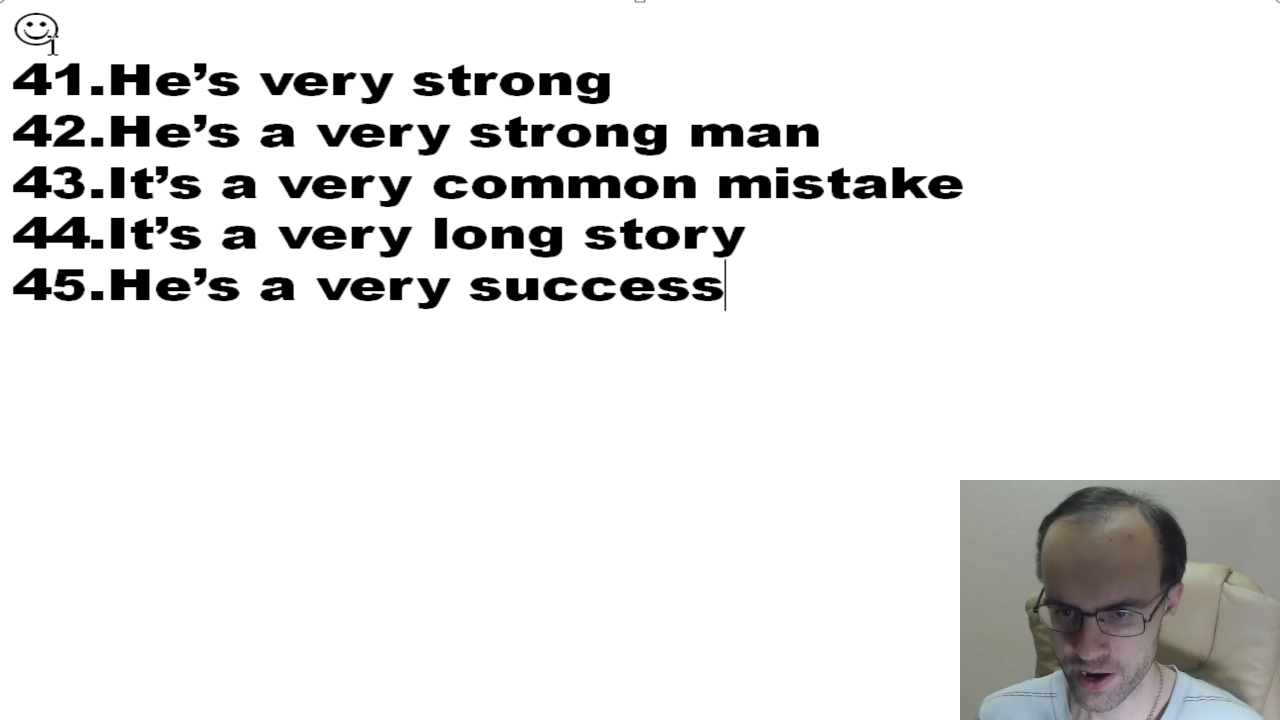 41.He’s very strong
42.He’s a very strong man
43.It’s a very common mistake
44.It’s a very long story
45.He’s a very success